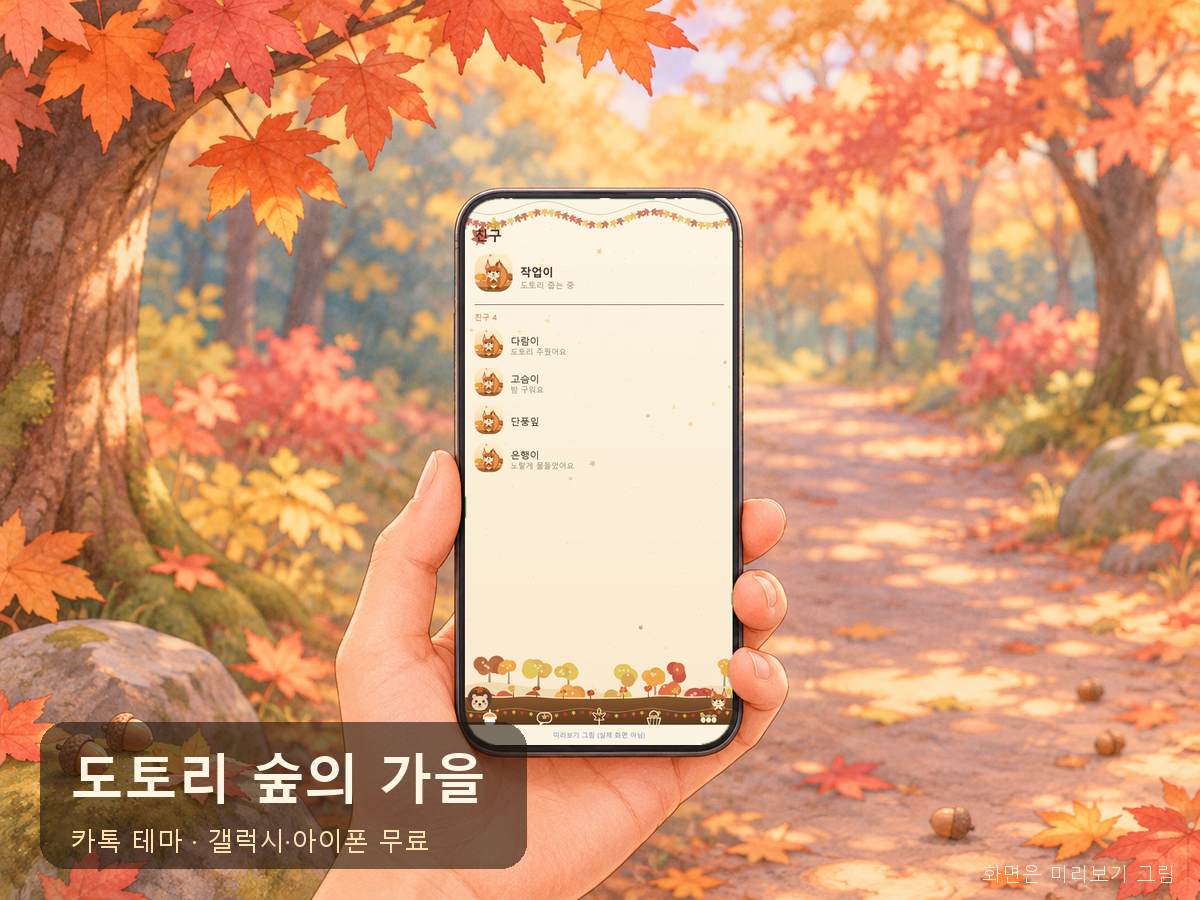 친구
작업이
도토리 줍는 중
친구 4
다람이
도토리 주웠어요
고슴이
밤 구워요
단풍잎
은행이
노랗게 물들었어요
미리보기 그림 (실제 화면 아님)
도토리 숲의 가을
카톡 테마 · 갤럭시·아이폰 무료
화면은 미리보기 그림